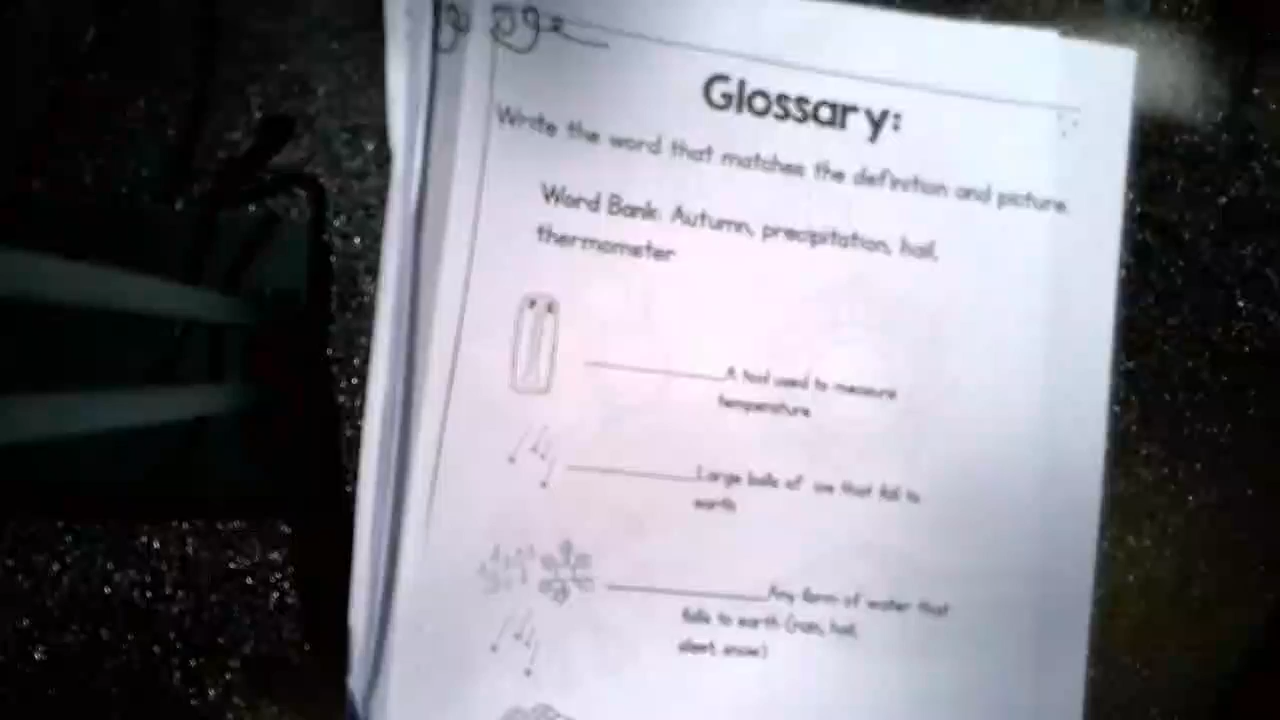 Glossary:
Write the word that matches the definition and picture.
Word Bank: Autumn, precipitation, hail,
thermometer
A tool used to measure
temperature
Large balls of ice that fall to
earth
Any form of water that
falls to earth (rain, hail,
sleet, snow)